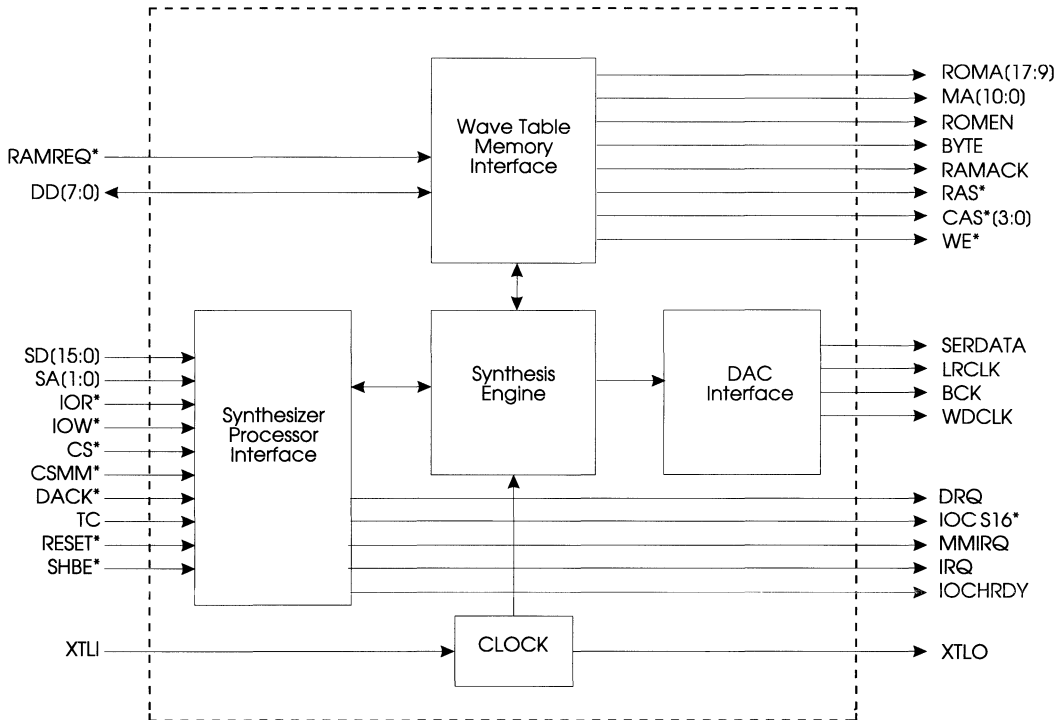 ROMA(17:9)
MA(10:0)
ROMEN
BYTE
RAMACK
RAS*
CAS*(3:0)
WE*
Wave Table
Memory
Interface
RAMREQ*
DD(7:0)
SD(15:0)
SA(1:0)
IOR*
IOW*
CS*
CSMM*
DACK*
TC
RESET*
SHBE*
Synthesizer
Processor
Interface
Synthesis
Engine
DAC
Interface
SERDATA
LRCLK
BCK
WDCLK
DRQ
IOCS16*
MMIRQ
IRQ
IOCHRDY
XTLI
CLOCK
XTLO